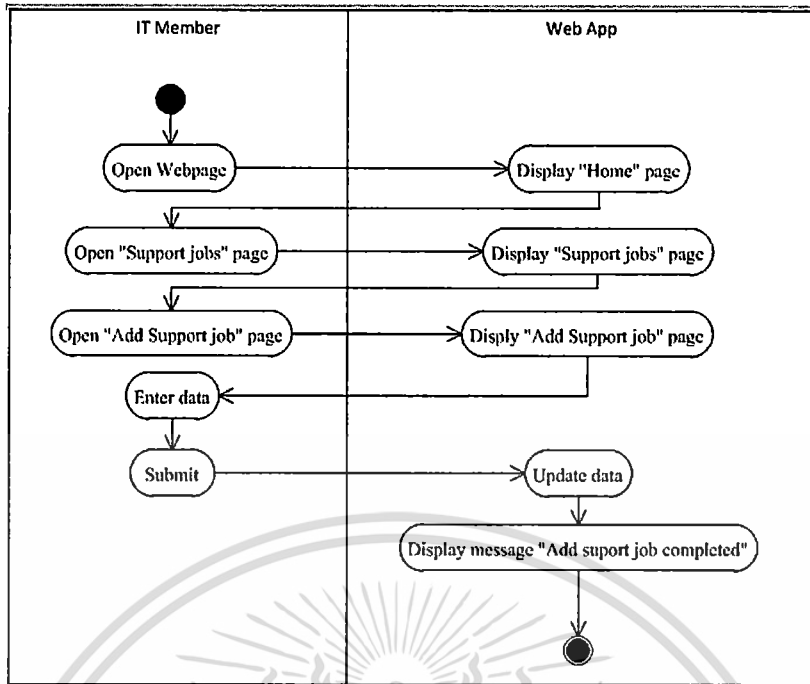 IT Member
Web App
Open Webpage
Display "Home" page
Open "Support jobs" page
Display "Support jobs" page
Open "Add Support job" page
Disply "Add Support job" page
Enter data
Submit
Update data
Display message "Add suport job completed"